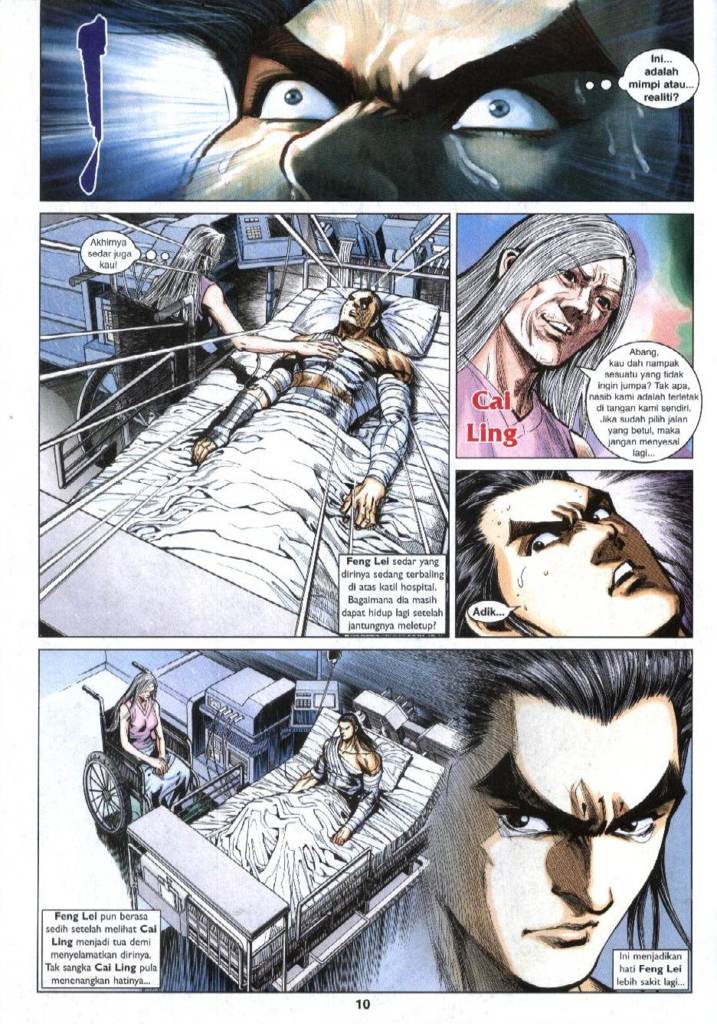 Ini...
adalah
mimpi atau...
realiti?
Akhirnya
sedar juga
kau!
Feng Lei sedar yang
dirinya sedang terbaling
di atas katil hospital.
Bagaimana dia masih
dapat hidup lagi setelah
jantungnya meletup?
Cai
Ling
Abang,
kau dah nampak
sesuatu yang tidak
ingin jumpa? Tak apa,
nasib kami adalah terletak
di tangan kami sendiri.
Jika sudah pilih jalan
yang betul, maka
jangan menyesal
lagi...
Adik...
Feng Lei pun berasa
sedih setelah melihat Cai
Ling menjadi tua demi
menyelamatkan dirinya.
Tak sangka Cai Ling pula
menenangkan hatinya...
Ini menjadikan
hati Feng Lei
lebih sakit lagi...
10